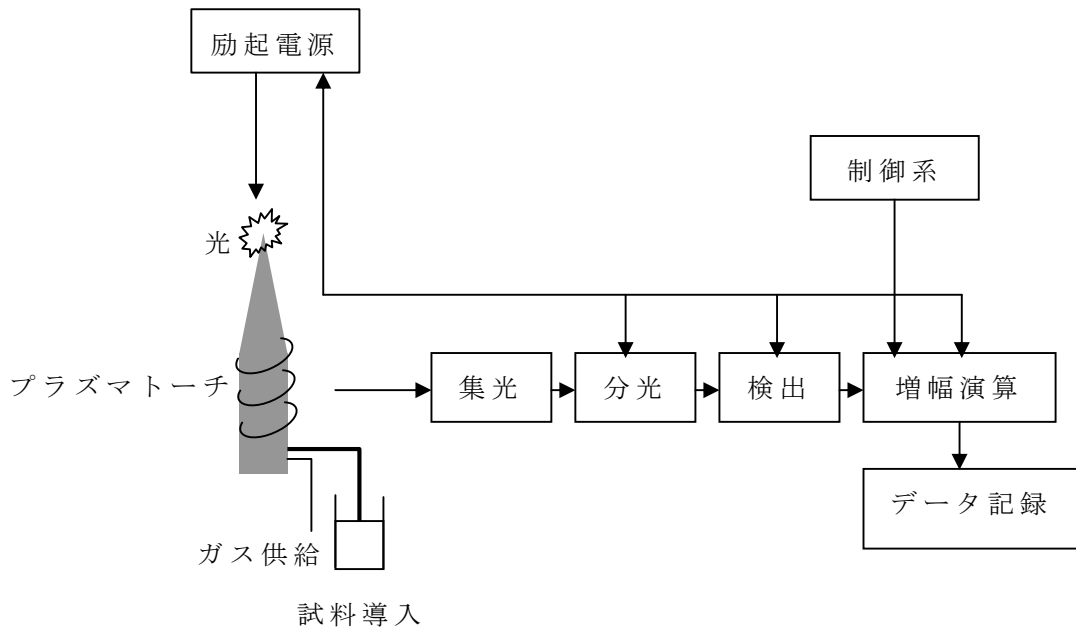 励起電源
制御系
光
プラズマトーチ
集光
分光
検出
増幅演算
データ記録
ガス供給
試料導入